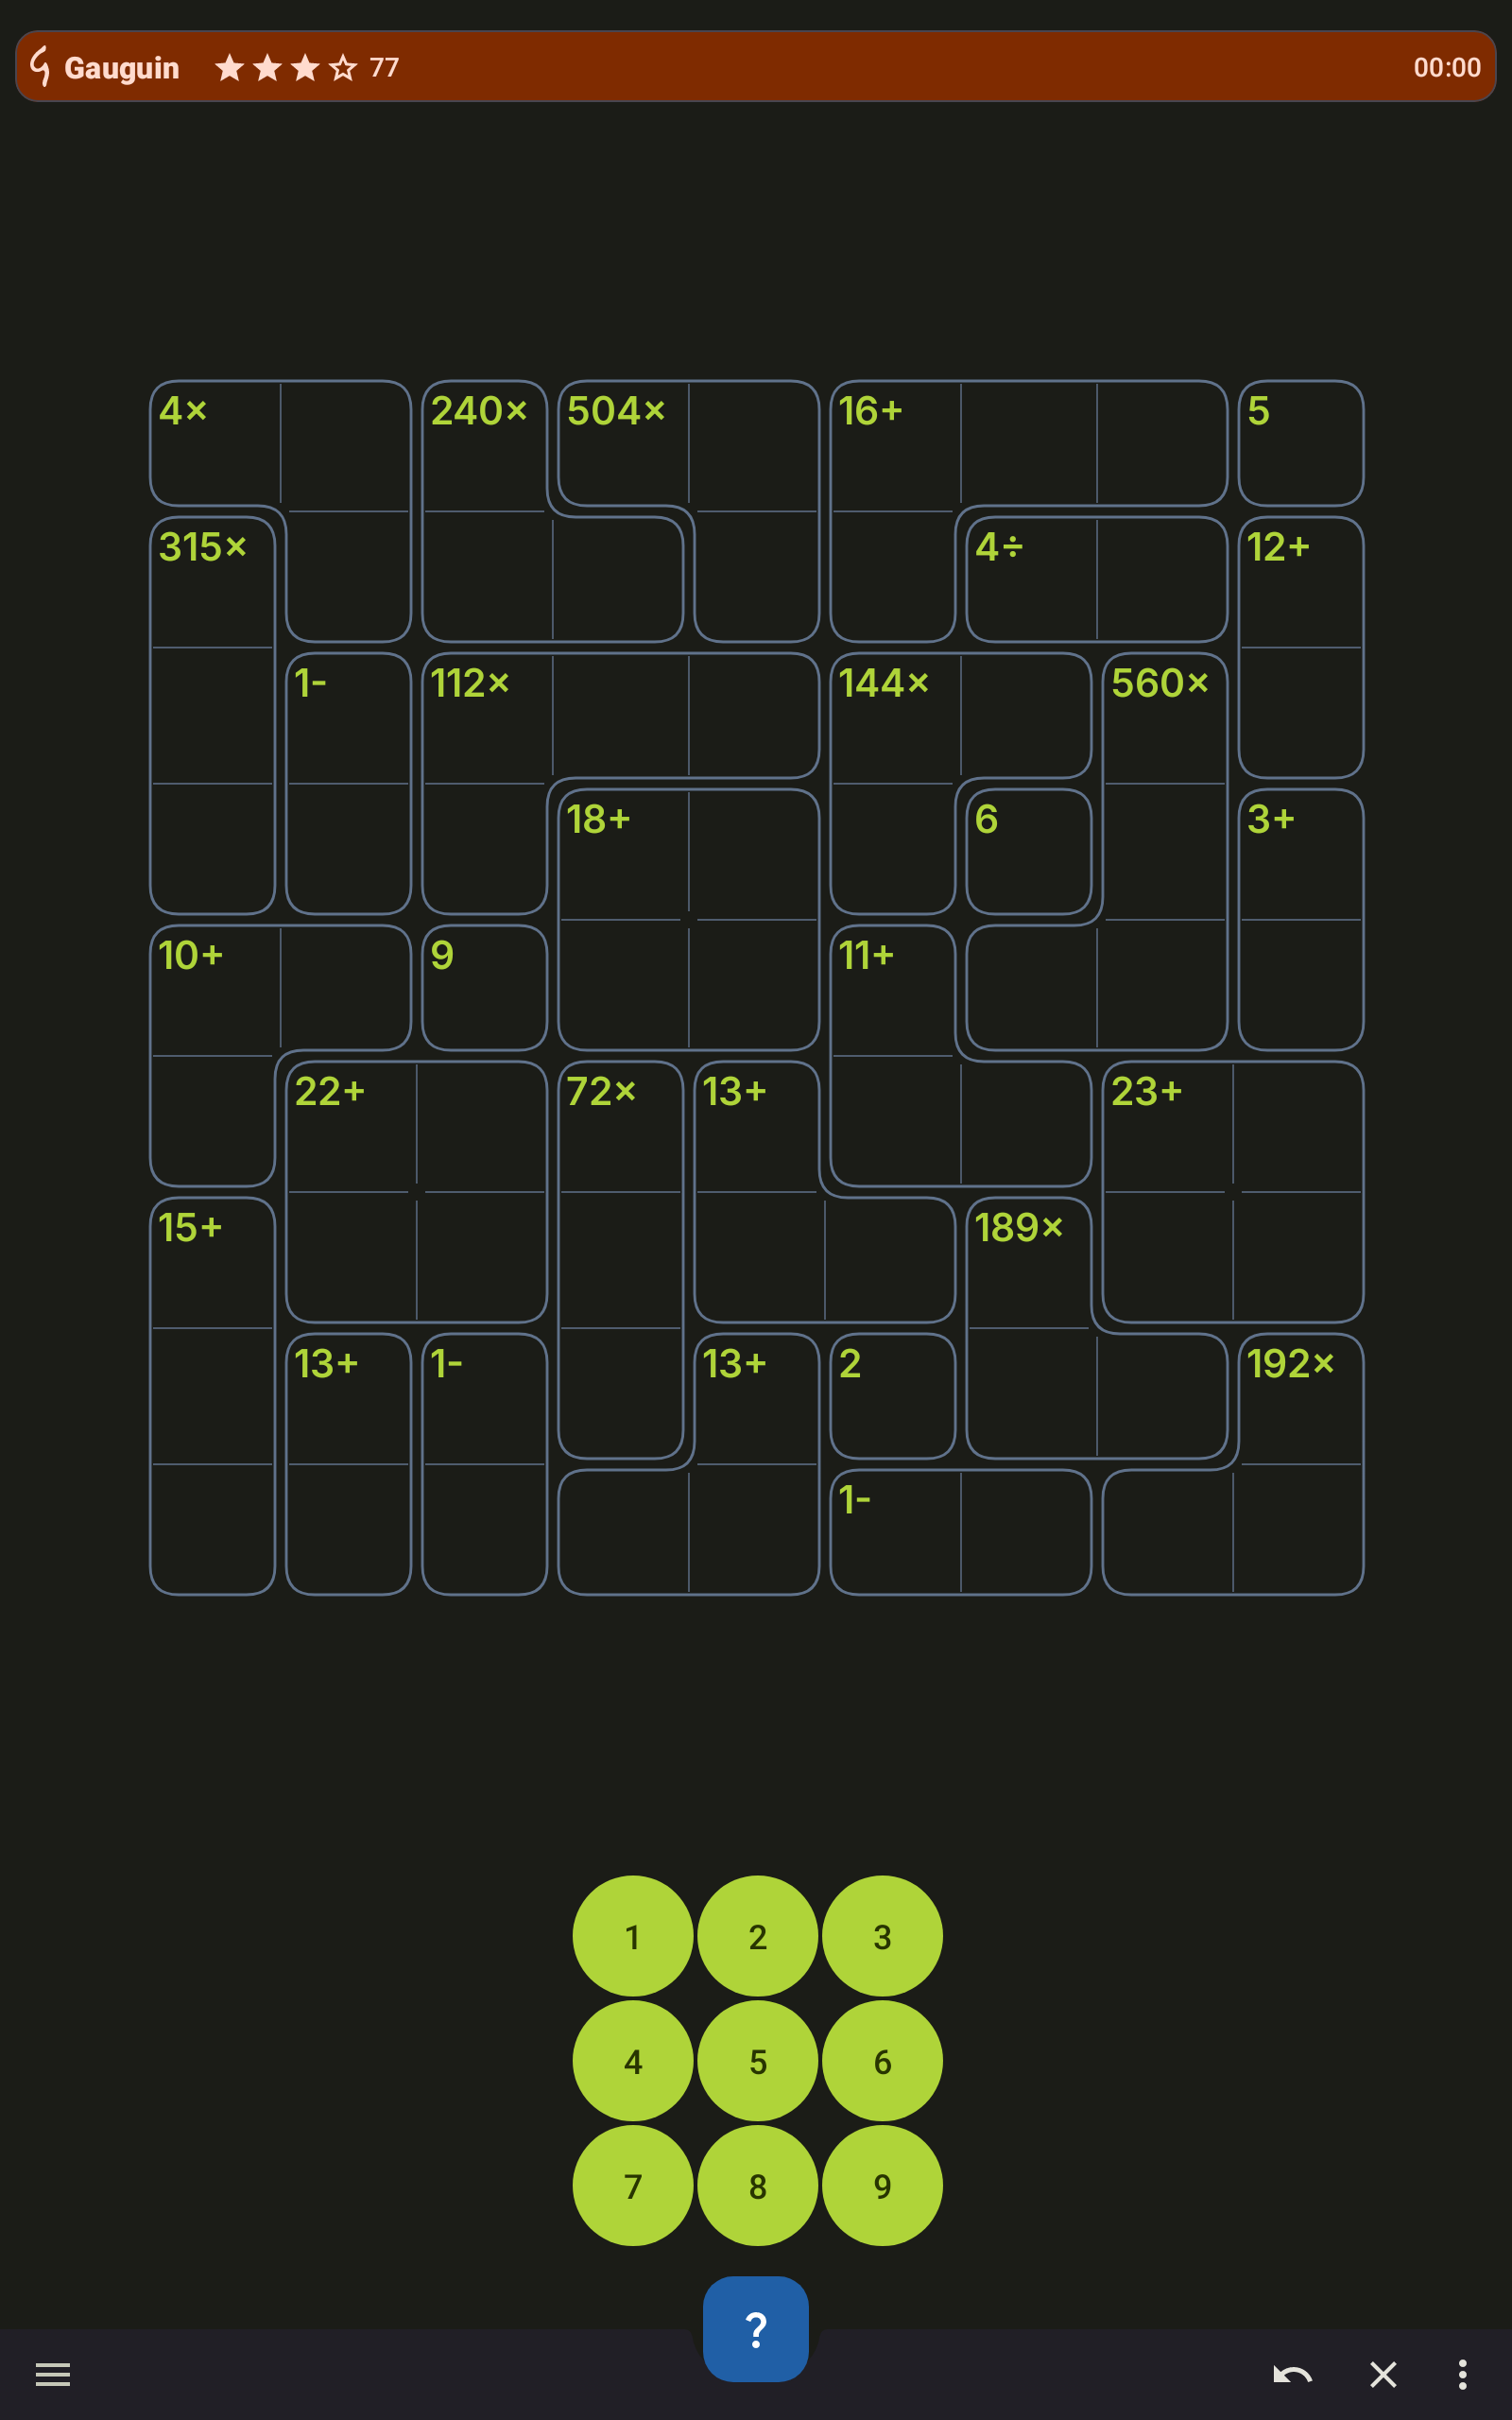 Gauguin 77 00:00
4× 240× 504× 16+ 5
315× 4÷ 12+
1- 112× 144× 560×
18+ 6 3+
10+ 9 11+
22+ 72× 13+ 23+
15+ 189×
13+ 1- 13+ 2 192×
1-
1 2 3
4 5 6
7 8 9
?